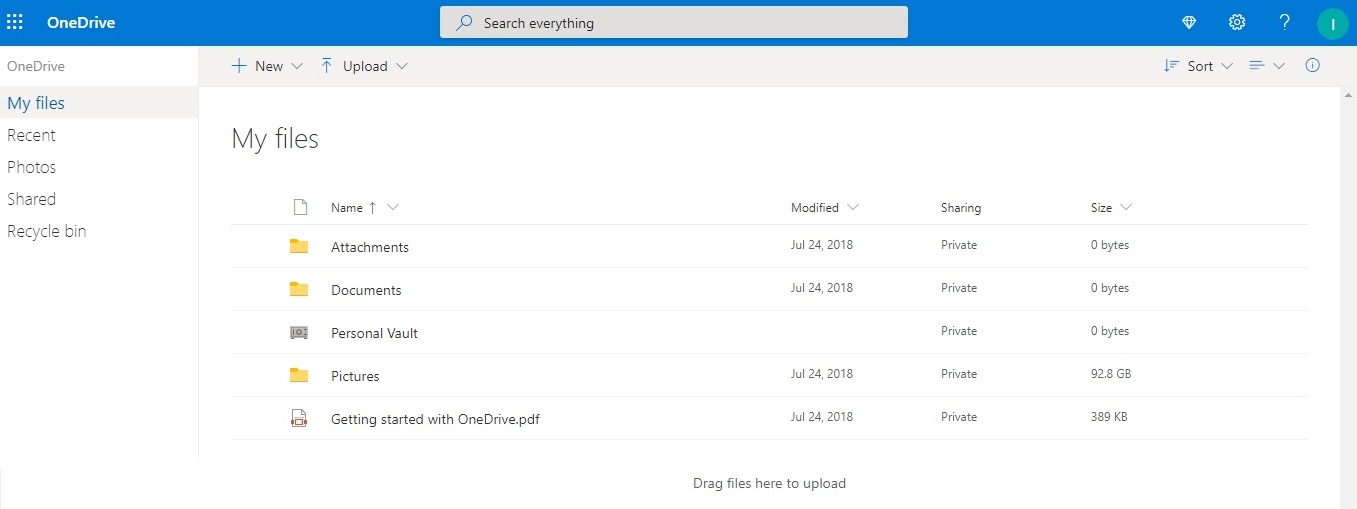 OneDrive Search everything ? I
OneDrive New Upload Sort
My files
Recent
Photos
Shared
Recycle bin
My files
Name Modified Sharing Size
Attachments Jul 24, 2018 Private 0 bytes
Documents Jul 24, 2018 Private 0 bytes
Personal Vault Private 0 bytes
Pictures Jul 24, 2018 Private 92.8 GB
Getting started with OneDrive.pdf Jul 24, 2018 Private 389 KB
Drag files here to upload